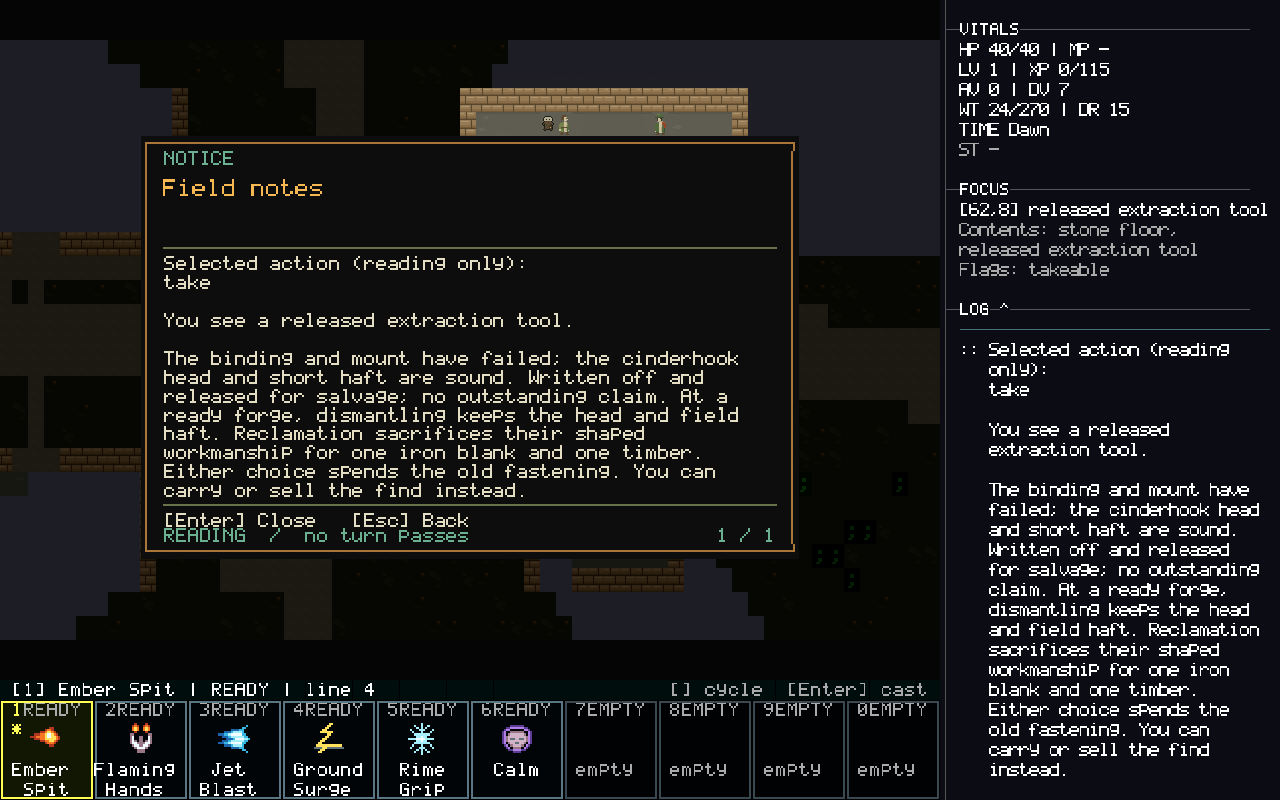 NOTICE
Field notes
Selected action (reading only):
take
You see a released extraction tool.
The binding and mount have failed; the cinderhook
head and short haft are sound. Written off and
released for salvage; no outstanding claim. At a
ready forge, dismantling keeps the head and field
haft. Reclamation sacrifices their shaped
workmanship for one iron blank and one timber.
Either choice spends the old fastening. You can
carry or sell the find instead.
[Enter] Close [Esc] Back
READING / no turn passes 1 / 1
VITALS
HP 40/40 | MP -
LV 1 | XP 0/115
AV 0 | DV 7
WT 24/270 | DR 15
TIME Dawn
ST -
FOCUS
[62,8] released extraction tool
Contents: stone floor,
released extraction tool
Flags: takeable
LOG ^
:: Selected action (reading
only):
take
You see a released
extraction tool.
The binding and mount have
failed; the cinderhook head
and short haft are sound.
Written off and released
for salvage; no outstanding
claim. At a ready forge,
dismantling keeps the head
and field haft. Reclamation
sacrifices their shaped
workmanship for one iron
blank and one timber.
Either choice spends the
old fastening. You can
carry or sell the find
instead.
[1] Ember Spit | READY | line 4 [] cycle [Enter] cast
1READY 2READY 3READY 4READY 5READY 6READY 7EMPTY 8EMPTY 9EMPTY 0EMPTY
*
Ember Flaming Jet Ground Rime Calm empty empty empty empty
Spit Hands Blast Surge Grip